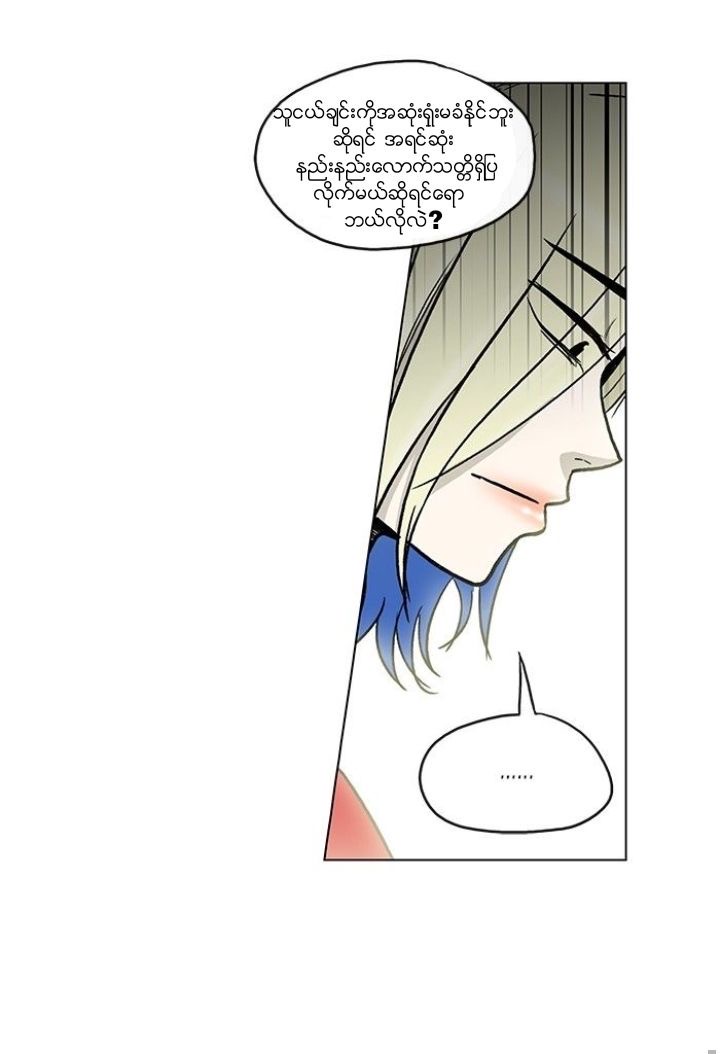 သူငယ်ချင်းကိုအဆုံးရှုံးမခံနိုင်ဘူး
ဆိုရင် အရင်ဆုံး
နည်းနည်းလောက်သတ္တိရှိပြ
လိုက်မယ်ဆိုရင်ရော
ဘယ်လိုလဲ?
......